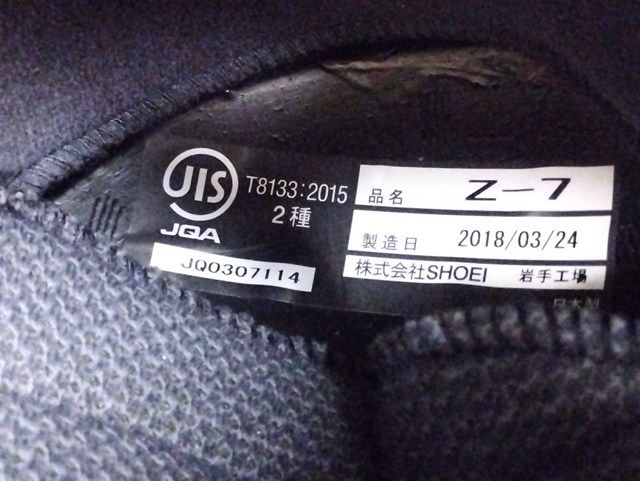 JIS
T8133:2015
2種
JQA
JQ0307114
品名 Z-7
製造日 2018/03/24
株式会社SHOEI 岩手工場
日本製